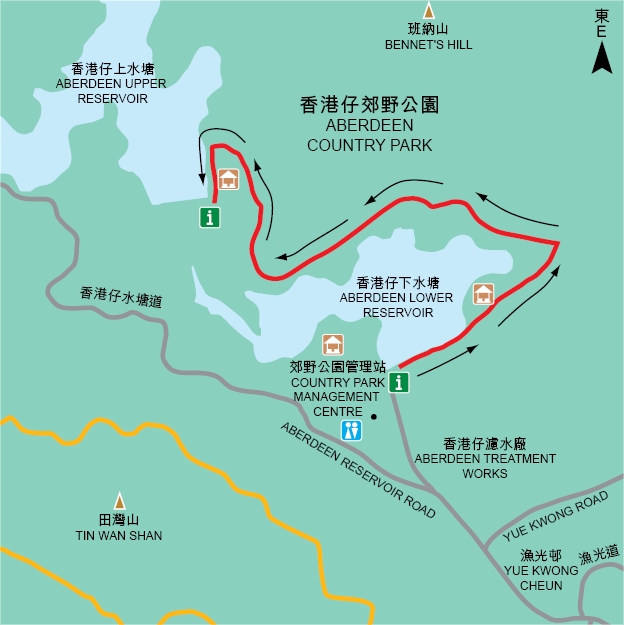 班納山
BENNET'S HILL
東
E
香港仔上水塘
ABERDEEN UPPER
RESERVOIR
香港仔郊野公園
ABERDEEN
COUNTRY PARK
i
香港仔水塘道
香港仔下水塘
ABERDEEN LOWER
RESERVOIR
郊野公園管理站
COUNTRY PARK
MANAGEMENT
CENTRE
i
ABERDEEN RESERVOIR ROAD
香港仔濾水廠
ABERDEEN TREATMENT
WORKS
田灣山
TIN WAN SHAN
YUE KWONG ROAD
漁光邨
YUE KWONG
CHEUN
漁光道